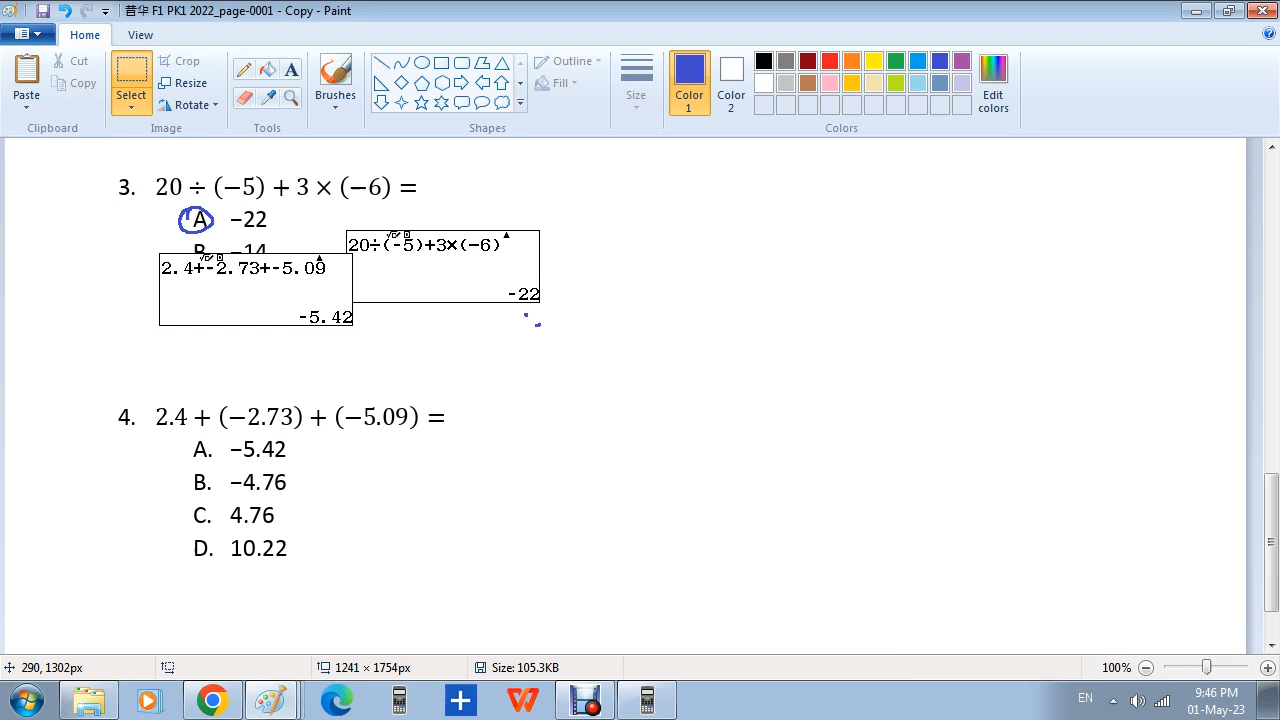 昔华 F1 PK1 2022_page-0001 - Copy - Paint
Home View
Paste
Cut
Copy
Clipboard
Select
Crop
Resize
Rotate
Image
Tools
Brushes
Shapes
Outline
Fill
Size
Color 1
Color 2
Edit colors
Colors
3. 20 ÷ (−5) + 3 × (−6) =
A −22
B −14
20÷(-5)+3×(-6)
-22
2.4+-2.73+-5.09
-5.42
4. 2.4 + (−2.73) + (−5.09) =
A. −5.42
B. −4.76
C. 4.76
D. 10.22
290, 1302px
1241 × 1754px
Size: 105.3KB
100%
EN
9:46 PM
01-May-23